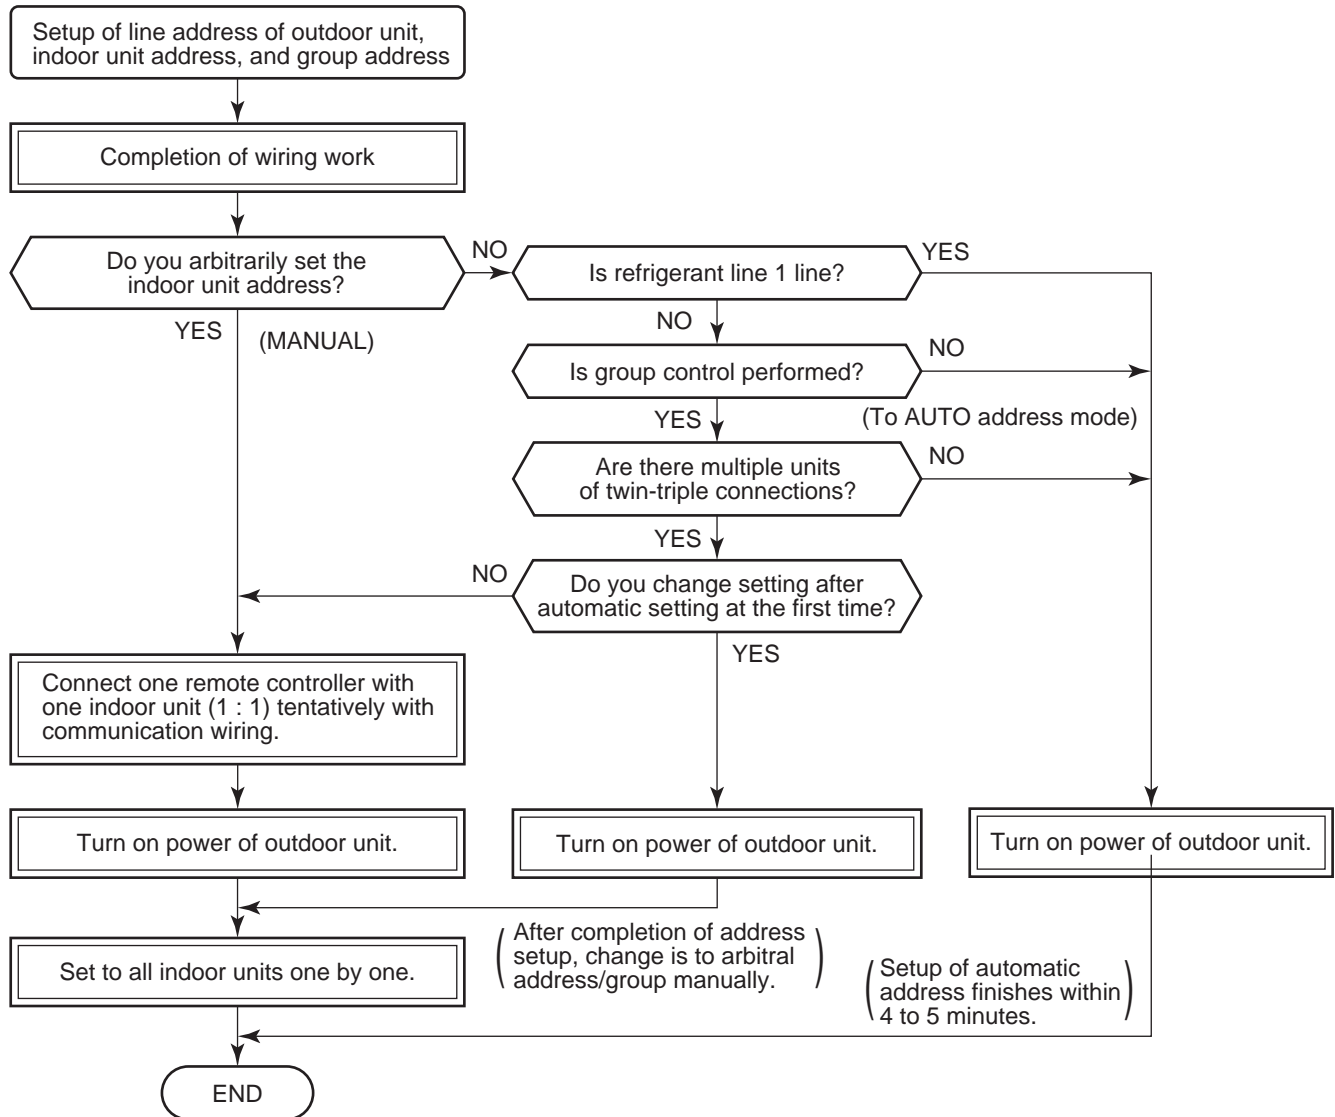 Setup of line address of outdoor unit,
indoor unit address, and group address
Completion of wiring work
Do you arbitrarily set the
indoor unit address?
NO
Is refrigerant line 1 line?
YES
YES
(MANUAL)
NO
Is group control performed?
NO
YES
(To AUTO address mode)
Are there multiple units
of twin-triple connections?
NO
YES
Do you change setting after
automatic setting at the first time?
NO
YES
Connect one remote controller with
one indoor unit (1 : 1) tentatively with
communication wiring.
Turn on power of outdoor unit.
Turn on power of outdoor unit.
Turn on power of outdoor unit.
(After completion of address
setup, change is to arbitral
address/group manually.)
Set to all indoor units one by one.
(Setup of automatic
address finishes within
4 to 5 minutes.)
END